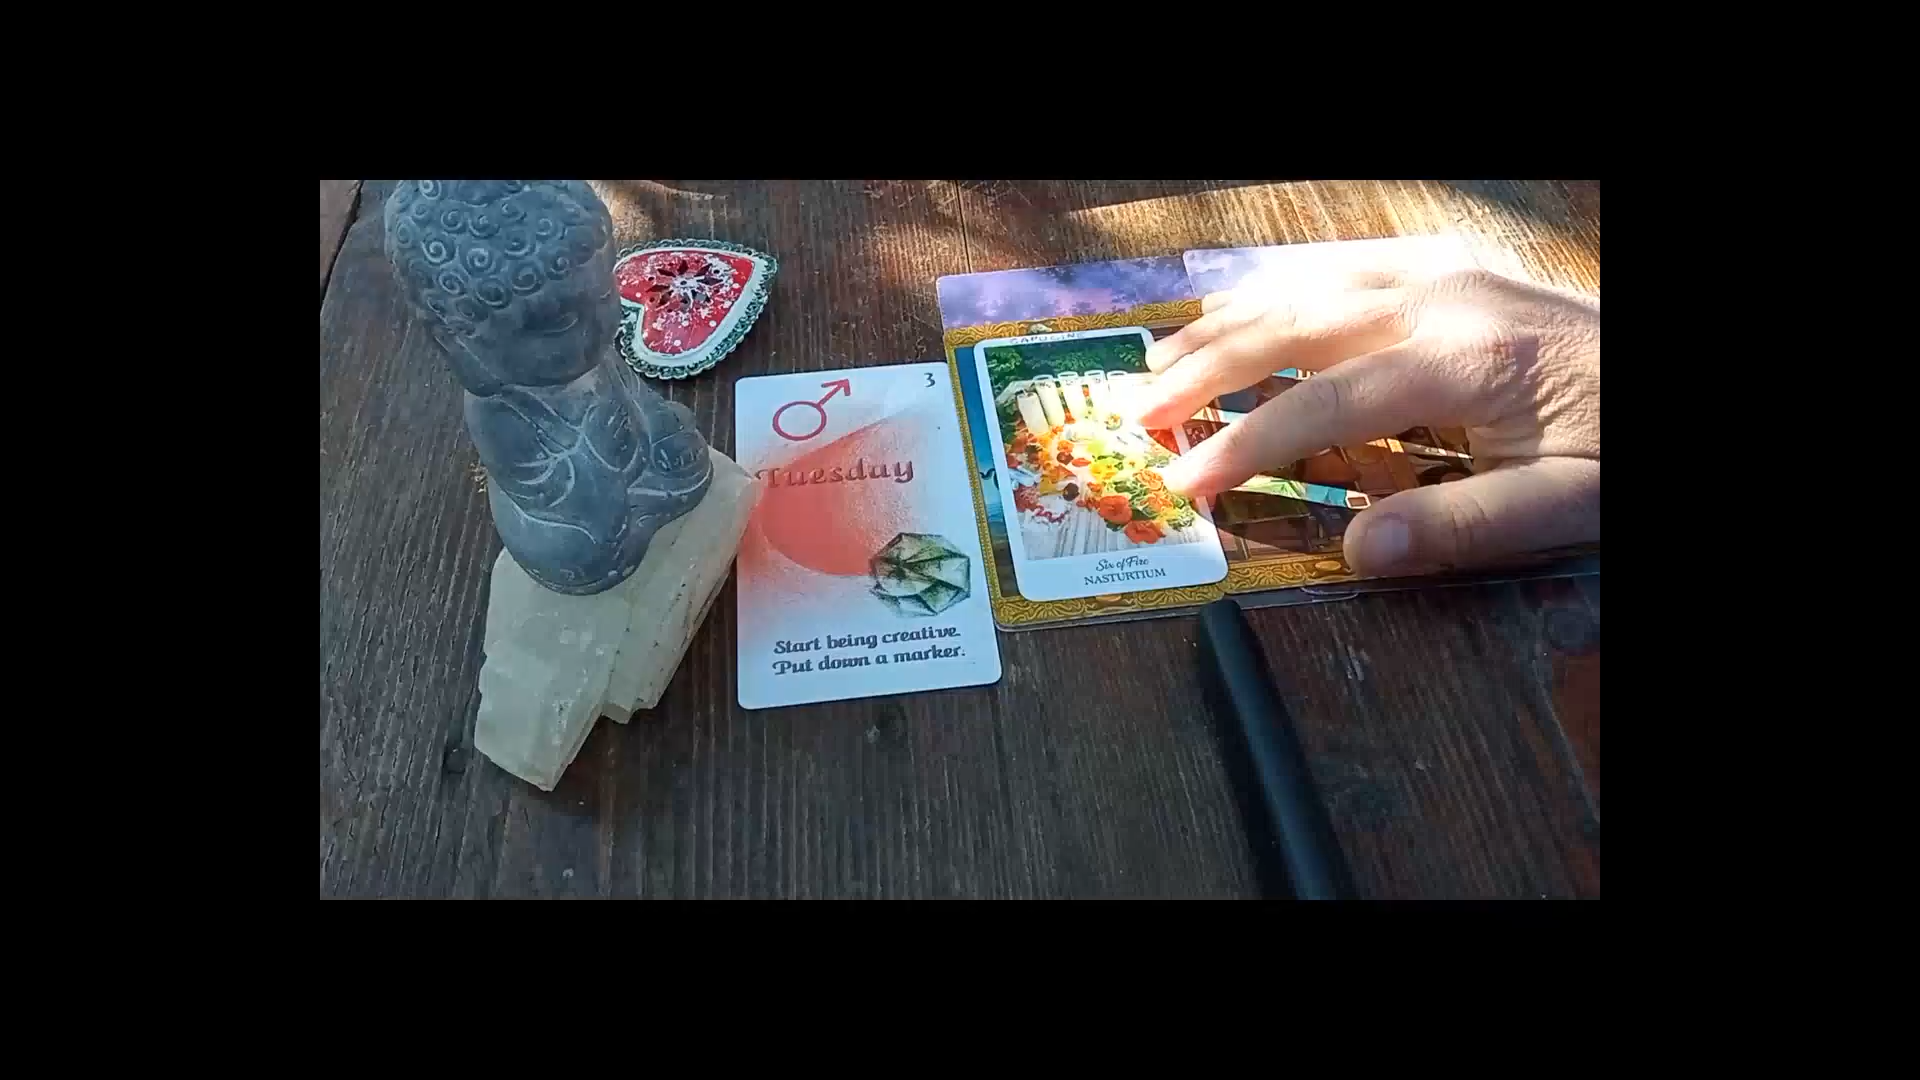 3
Tuesday
Start being creative.
Put down a marker.
CAPUCINE
Six of Fire
NASTURTIUM